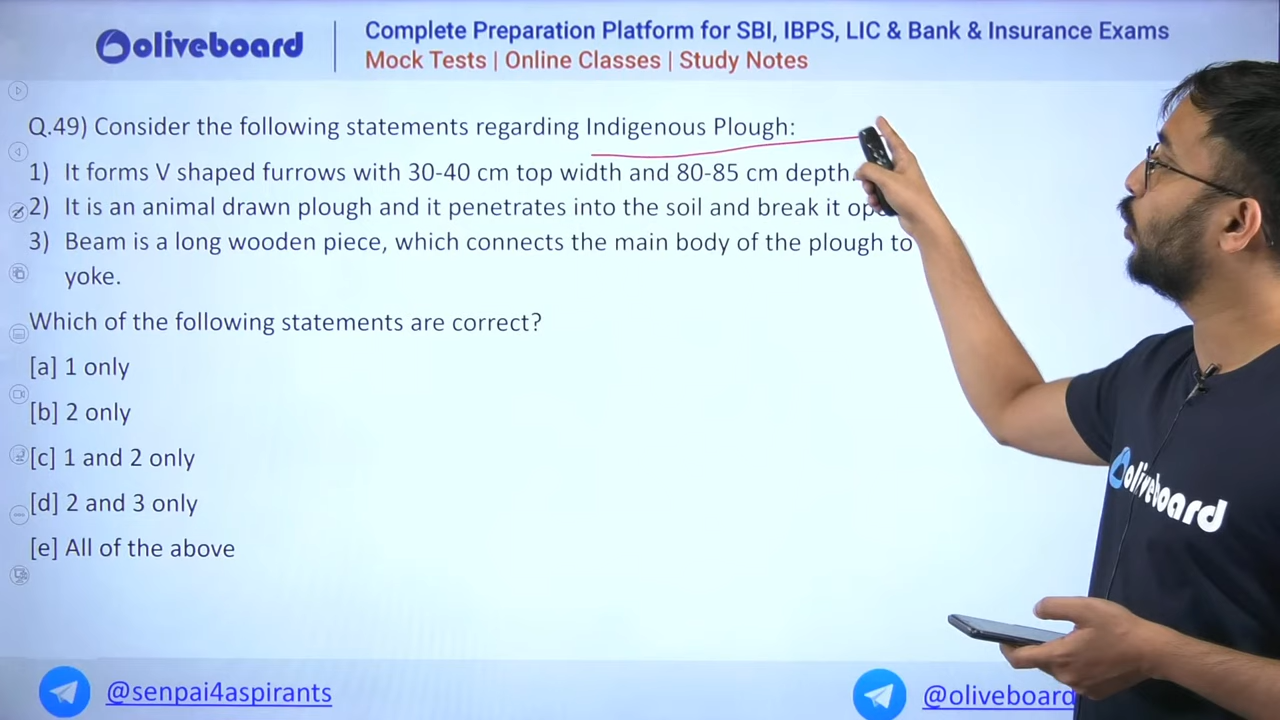 oliveboard
Complete Preparation Platform for SBI, IBPS, LIC & Bank & Insurance Exams
Mock Tests | Online Classes | Study Notes
Q.49) Consider the following statements regarding Indigenous Plough:
1) It forms V shaped furrows with 30-40 cm top width and 80-85 cm depth.
2) It is an animal drawn plough and it penetrates into the soil and break it
3) Beam is a long wooden piece, which connects the main body of the plough to
yoke.
Which of the following statements are correct?
[a] 1 only
[b] 2 only
[c] 1 and 2 only
[d] 2 and 3 only
[e] All of the above
oliveboard
@senpai4aspirants
@oliveboard